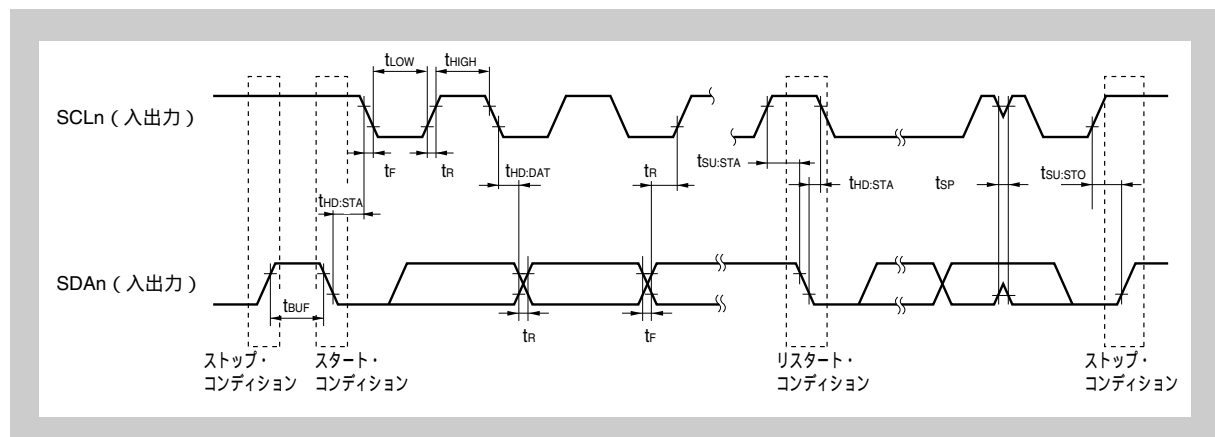 tLOW tHIGH
SCLn（入出力）
tF tR tHD:DAT tR tSU:STA tHD:STA tSP tSU:STO
tHD:STA
SDAn（入出力）
tBUF
tR tF
ストップ・
コンディション
スタート・
コンディション
リスタート・
コンディション
ストップ・
コンディション